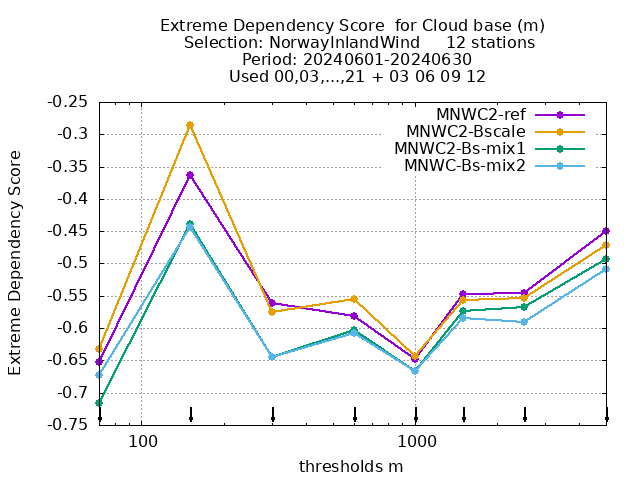 Extreme Dependency Score  for Cloud base (m)
Selection: NorwayInlandWind     12 stations
Period: 20240601-20240630
Used 00,03,...,21 + 03 06 09 12
MNWC2-ref
MNWC2-Bscale
MNWC2-Bs-mix1
MNWC-Bs-mix2
Extreme Dependency Score
-0.25
-0.3
-0.35
-0.4
-0.45
-0.5
-0.55
-0.6
-0.65
-0.7
-0.75
100
1000
thresholds m